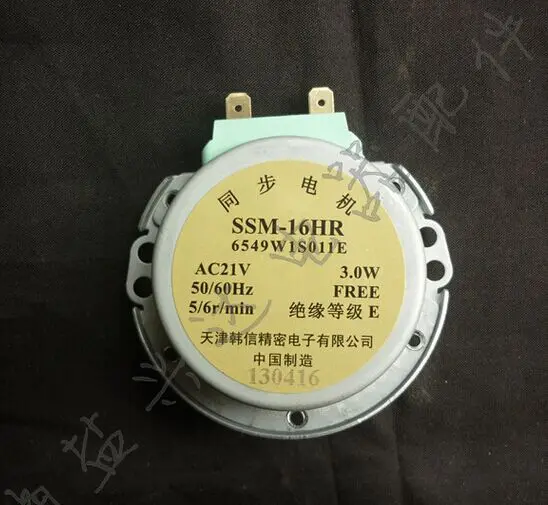 同步电机
SSM-16HR
6549W1S011E
AC21V 3.0W
50/60Hz FREE
5/6r/min 绝缘等级 E
天津韩信精密电子有限公司
中国制造
130416